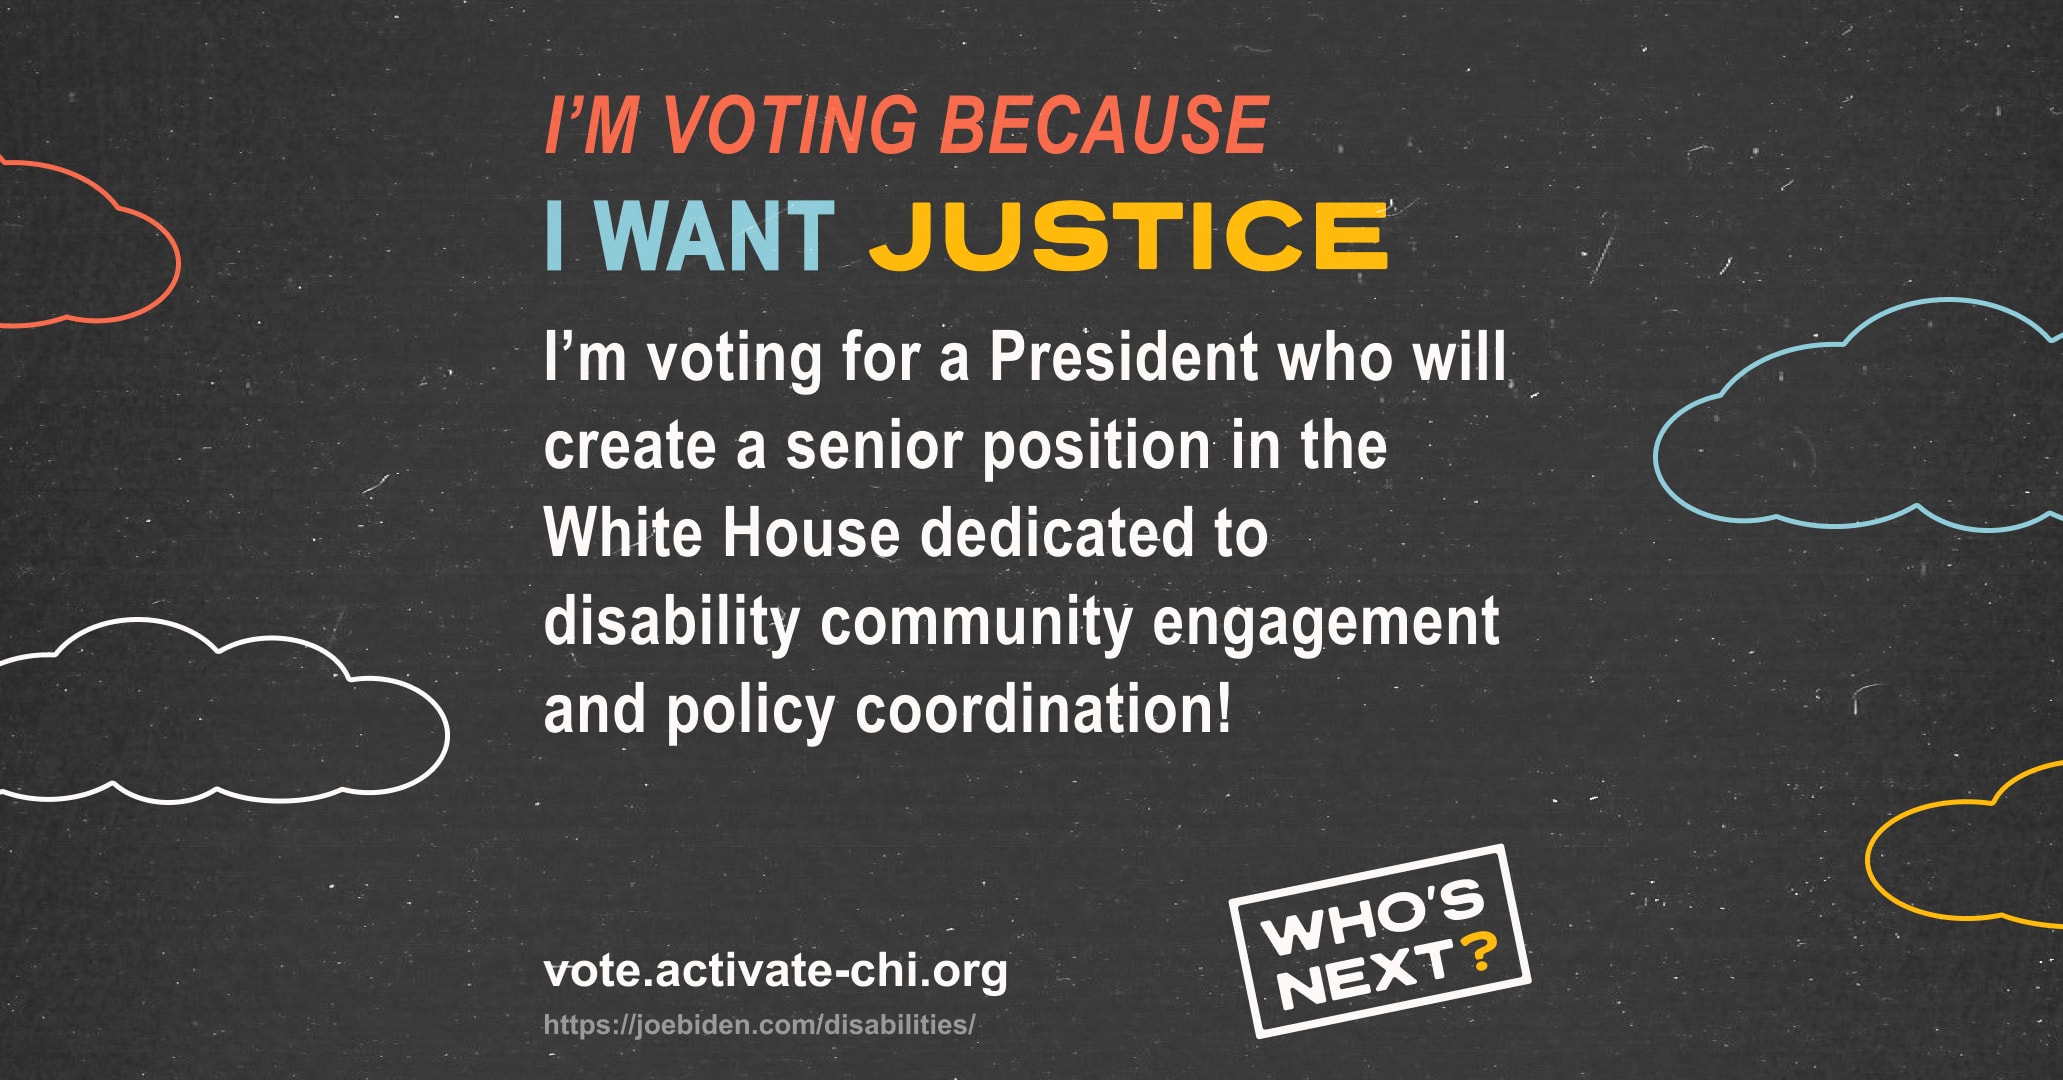 I’M VOTING BECAUSE
I WANT JUSTICE
I’m voting for a President who will
create a senior position in the
White House dedicated to
disability community engagement
and policy coordination!
WHO’S
NEXT?
vote.activate-chi.org
https://joebiden.com/disabilities/